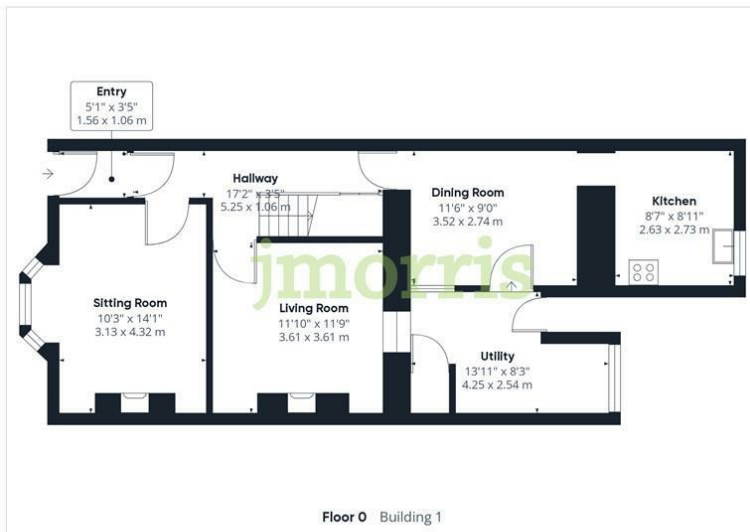 Entry
5'1" x 3'5"
1.56 x 1.06 m
Hallway
17'2" x 3'5"
5.25 x 1.06 m
Dining Room
11'6" x 9'0"
3.52 x 2.74 m
Kitchen
8'7" x 8'11"
2.63 x 2.73 m
jmorris
Sitting Room
10'3" x 14'1"
3.13 x 4.32 m
Living Room
11'10" x 11'9"
3.61 x 3.61 m
Utility
13'11" x 8'3"
4.25 x 2.54 m
Floor 0 Building 1